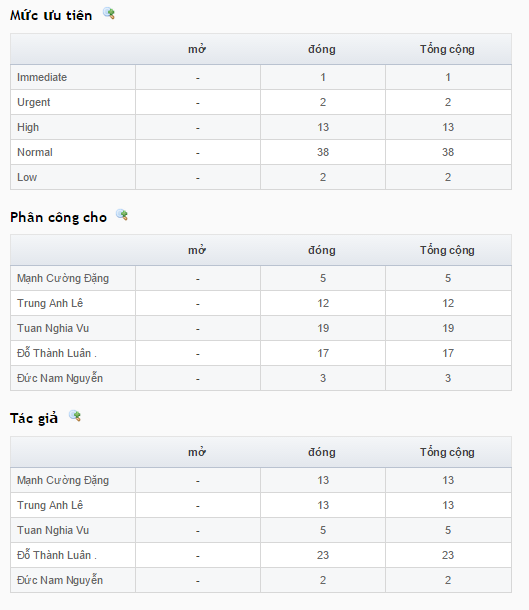 Mức ưu tiên
mở đóng Tổng cộng
Immediate - 1 1
Urgent - 2 2
High - 13 13
Normal - 38 38
Low - 2 2
Phân công cho
mở đóng Tổng cộng
Mạnh Cường Đặng - 5 5
Trung Anh Lê - 12 12
Tuan Nghia Vu - 19 19
Đỗ Thành Luân . - 17 17
Đức Nam Nguyễn - 3 3
Tác giả
mở đóng Tổng cộng
Mạnh Cường Đặng - 13 13
Trung Anh Lê - 13 13
Tuan Nghia Vu - 5 5
Đỗ Thành Luân . - 23 23
Đức Nam Nguyễn - 2 2